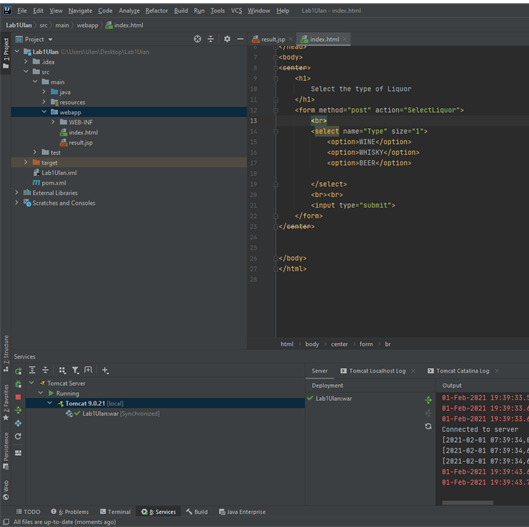 File Edit View Navigate Code Analyze Refactor Build Run Tools VCS Window Help Lab1Ulan - index.html
Lab1Ulan src main webapp index.html
1: Project
Project
Lab1Ulan C:\Users\Ulan\Desktop\Lab1Ulan
.idea
src
main
java
resources
webapp
WEB-INF
index.html
result.jsp
test
target
Lab1Ulan.iml
pom.xml
External Libraries
Scratches and Consoles
result.jsp index.html
6 </head>
7 <body>
8 <center>
9 <h1>
10 Select the type of Liquor
11 </h1>
12 <form method="post" action="SelectLiquor">
13 <br>
14 <select name="Type" size="1">
15 <option>WINE</option>
16 <option>WHISKY</option>
17 <option>BEER</option>
18
19 </select>
20 <br><br>
21 <input type="submit">
22 </form>
23 </center>
24
25
26 </body>
27 </html>
28
html body center form br
Z: Structure
2: Favorites
Persistence
Web
Services
Tomcat Server
Running
Tomcat 9.0.21 [local]
Lab1Ulan:war [Synchronized]
Server Tomcat Localhost Log Tomcat Catalina Log
Deployment Output
Lab1Ulan:war
01-Feb-2021 19:39:33.
01-Feb-2021 19:39:33.
01-Feb-2021 19:39:33.
Connected to server
[2021-02-01 07:39:34,
[2021-02-01 07:39:34,
[2021-02-01 07:39:34,
01-Feb-2021 19:39:43.
01-Feb-2021 19:39:43.
TODO 6: Problems Terminal 8: Services Build Java Enterprise
All files are up-to-date (moments ago)